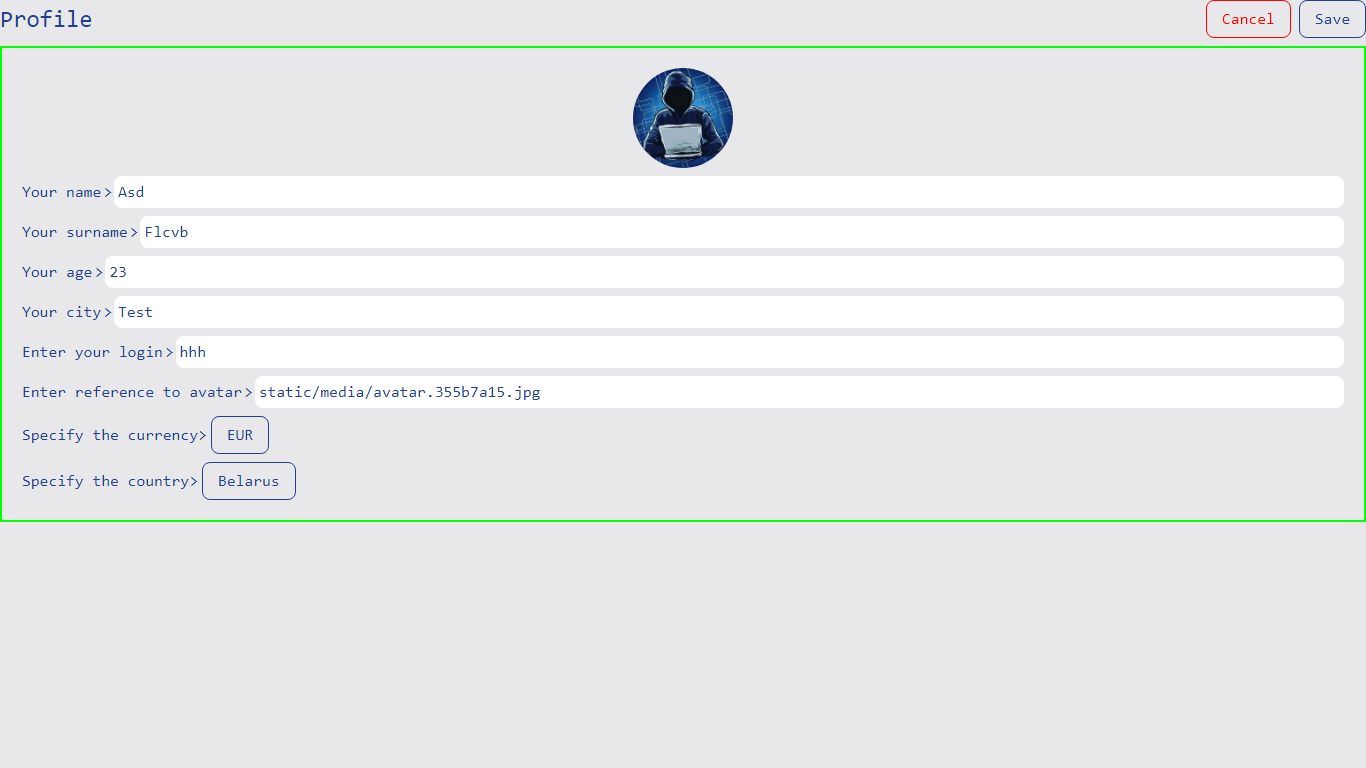 Profile Cancel Save
Your name> Asd
Your surname> Flcvb
Your age> 23
Your city> Test
Enter your login> hhh
Enter reference to avatar> static/media/avatar.355b7a15.jpg
Specify the currency> EUR
Specify the country> Belarus